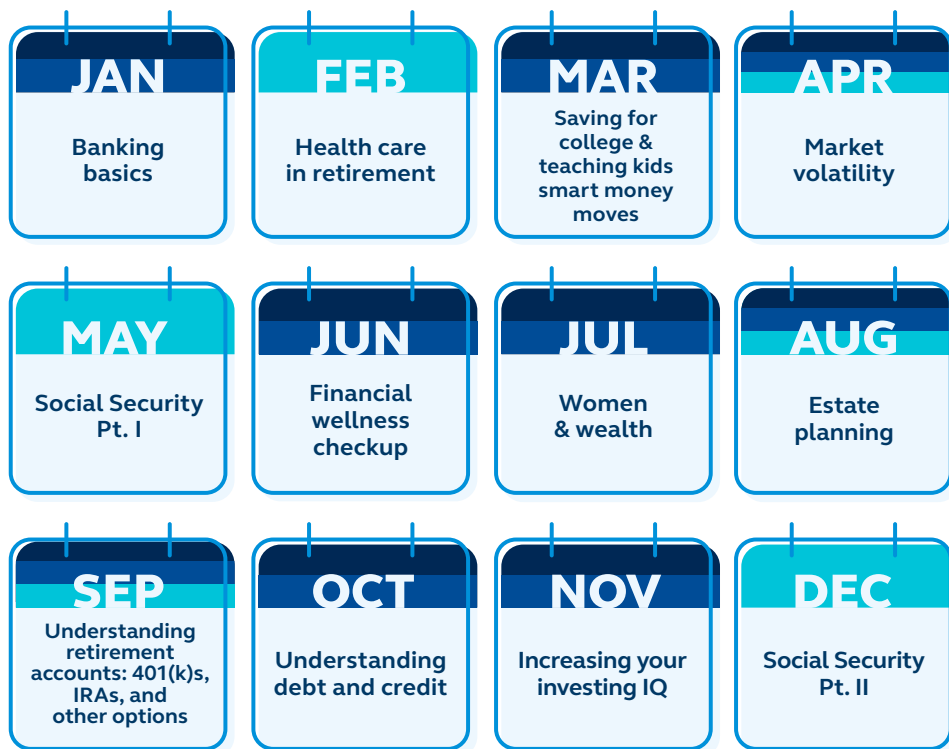 JAN
Banking
basics
FEB
Health care
in retirement
MAR
Saving for
college &
teaching kids
smart money
moves
APR
Market
volatility
MAY
Social Security
Pt. I
JUN
Financial
wellness
checkup
JUL
Women
& wealth
AUG
Estate
planning
SEP
Understanding
retirement
accounts: 401(k)s,
IRAs, and
other options
OCT
Understanding
debt and credit
NOV
Increasing your
investing IQ
DEC
Social Security
Pt. II